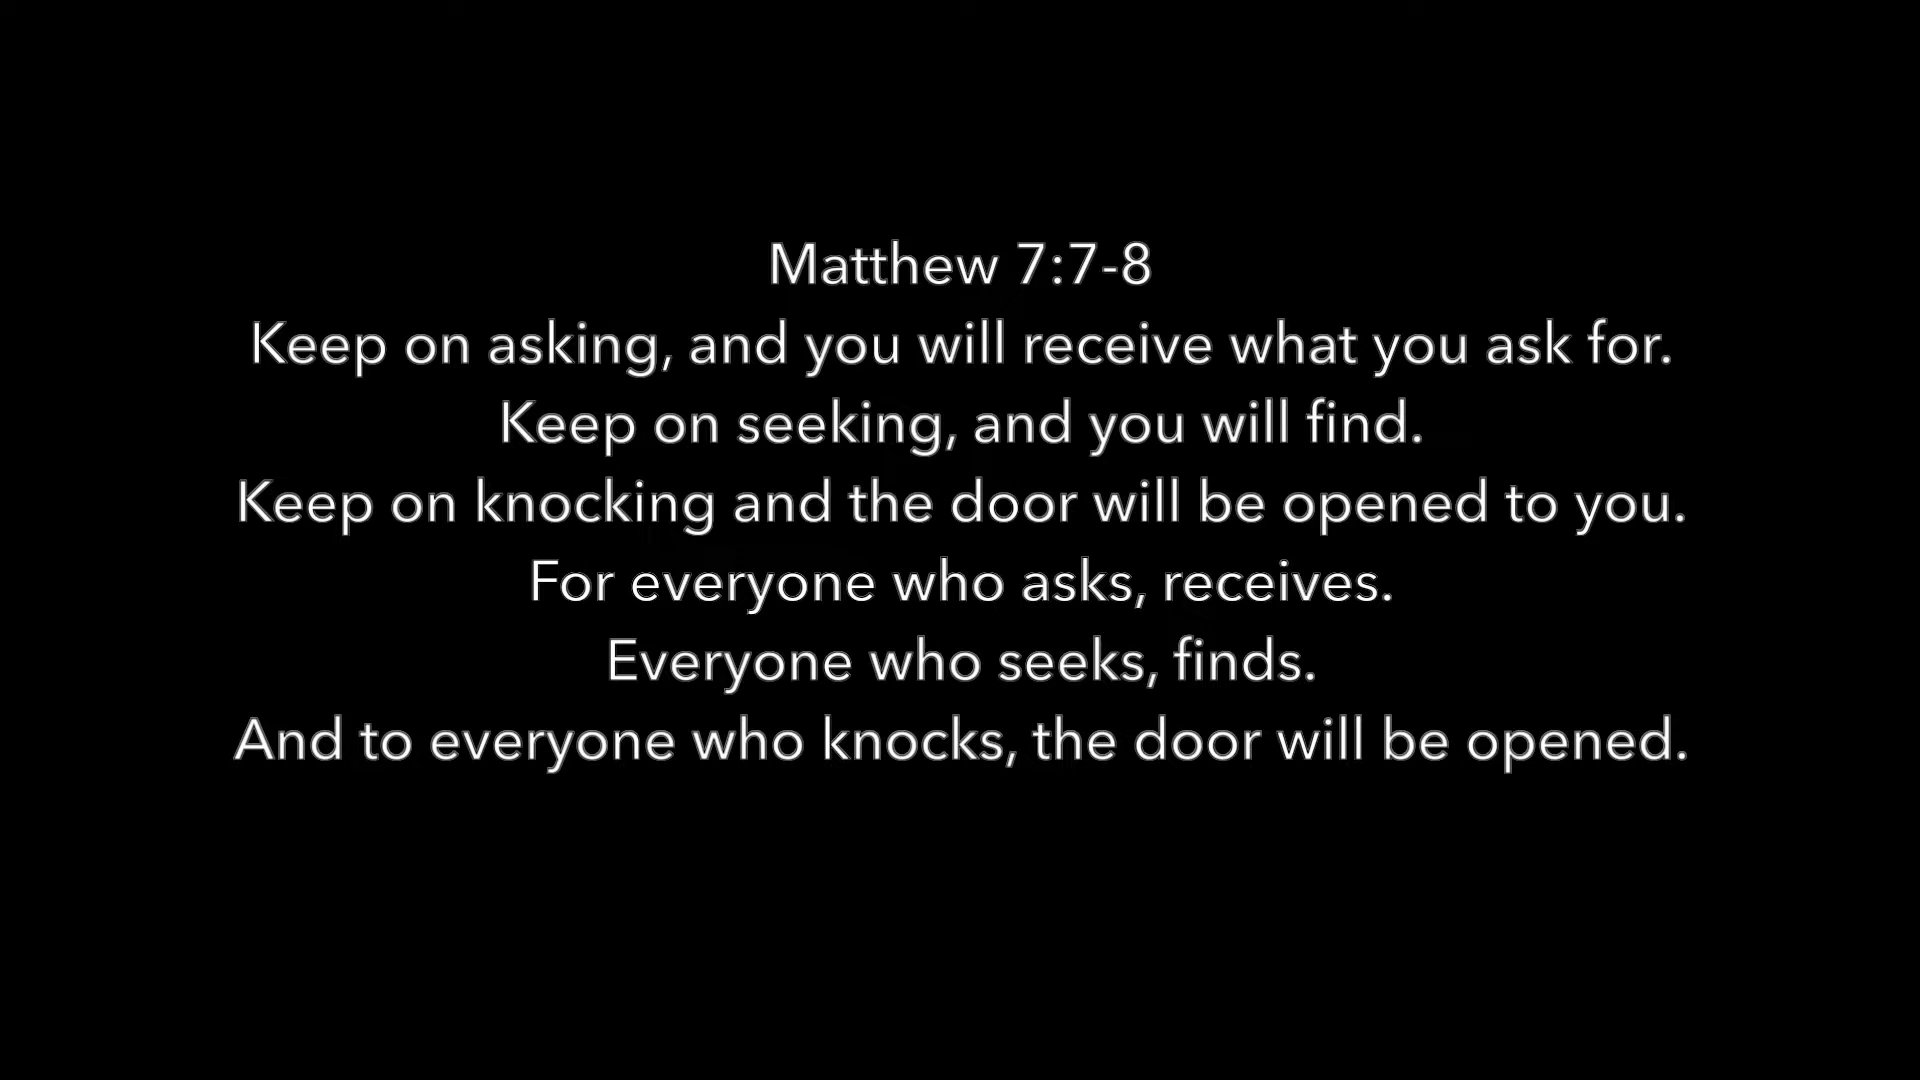 Matthew 7:7-8
Keep on asking, and you will receive what you ask for.
Keep on seeking, and you will find.
Keep on knocking and the door will be opened to you.
For everyone who asks, receives.
Everyone who seeks, finds.
And to everyone who knocks, the door will be opened.